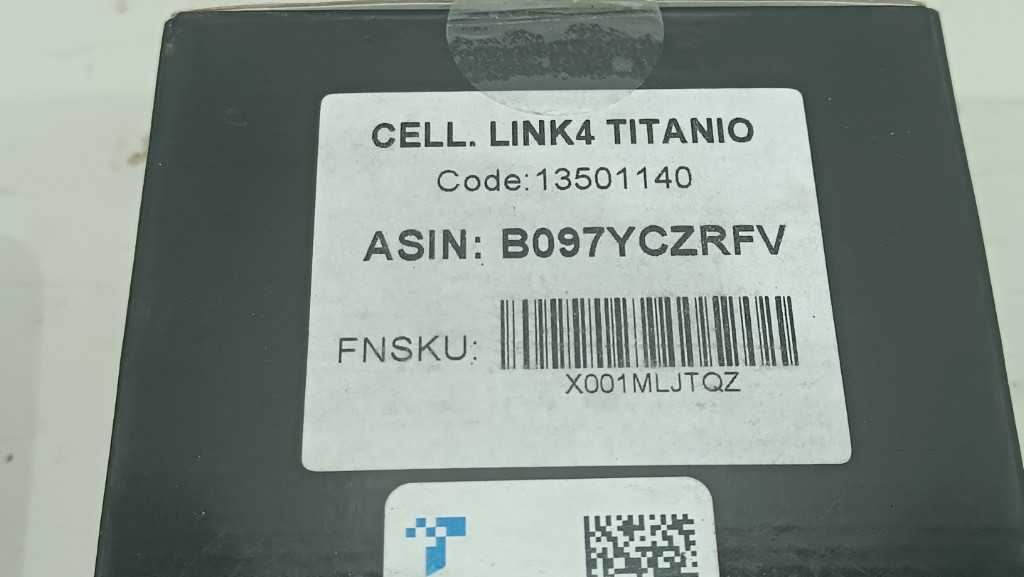 CELL. LINK4 TITANIO
Code:13501140
ASIN: B097YCZRFV
FNSKU:
X001MLJTQZ